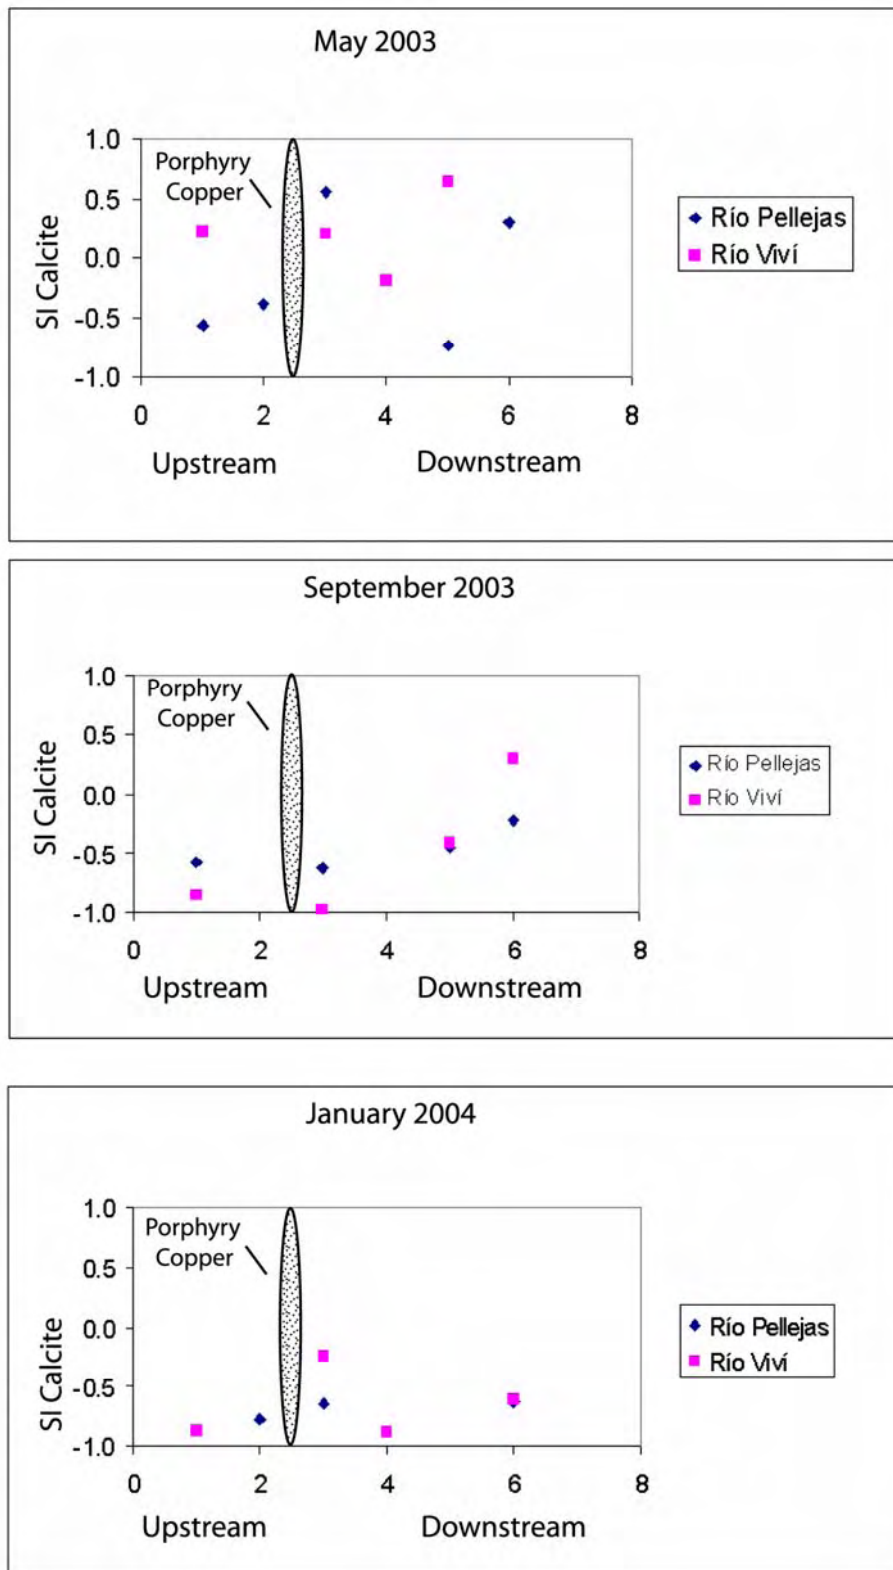 May 2003
1.0
Porphyry
Copper
0.5
SI Calcite
0.0
-0.5
-1.0
0 2 4 6 8
Upstream Downstream
Río Pellejas
Río Viví
September 2003
1.0
Porphyry
Copper
0.5
SI Calcite
0.0
-0.5
-1.0
0 2 4 6 8
Upstream Downstream
Río Pellejas
Río Viví
January 2004
1.0
Porphyry
Copper
0.5
SI Calcite
0.0
-0.5
-1.0
0 2 4 6 8
Upstream Downstream
Río Pellejas
Río Viví